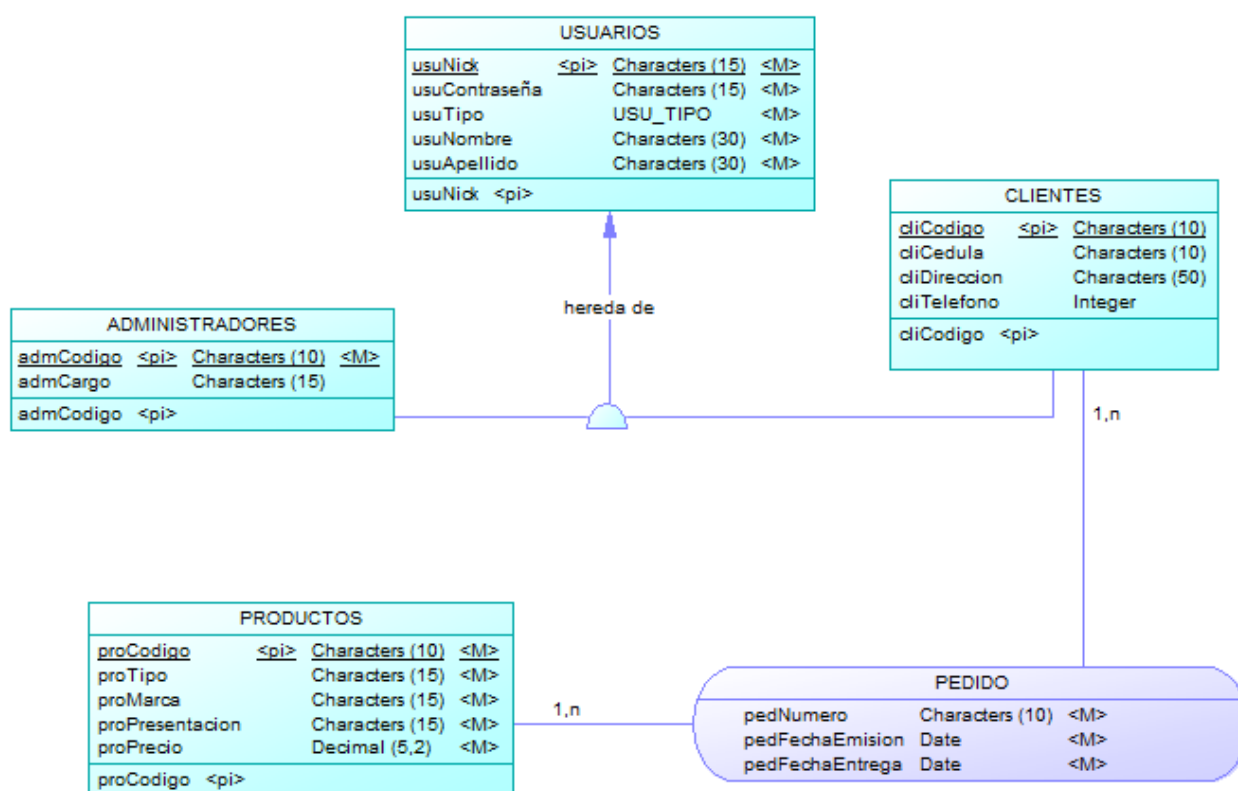 USUARIOS
usuNick <pi> Characters (15) <M>
usuContraseña Characters (15) <M>
usuTipo USU_TIPO <M>
usuNombre Characters (30) <M>
usuApellido Characters (30) <M>
usuNick <pi>
CLIENTES
cliCodigo <pi> Characters (10)
cliCedula Characters (10)
cliDireccion Characters (50)
cliTelefono Integer
cliCodigo <pi>
hereda de
ADMINISTRADORES
admCodigo <pi> Characters (10) <M>
admCargo Characters (15)
admCodigo <pi>
1,n
PRODUCTOS
proCodigo <pi> Characters (10) <M>
proTipo Characters (15) <M>
proMarca Characters (15) <M>
proPresentacion Characters (15) <M>
proPrecio Decimal (5,2) <M>
proCodigo <pi>
1,n
PEDIDO
pedNumero Characters (10) <M>
pedFechaEmision Date <M>
pedFechaEntrega Date <M>